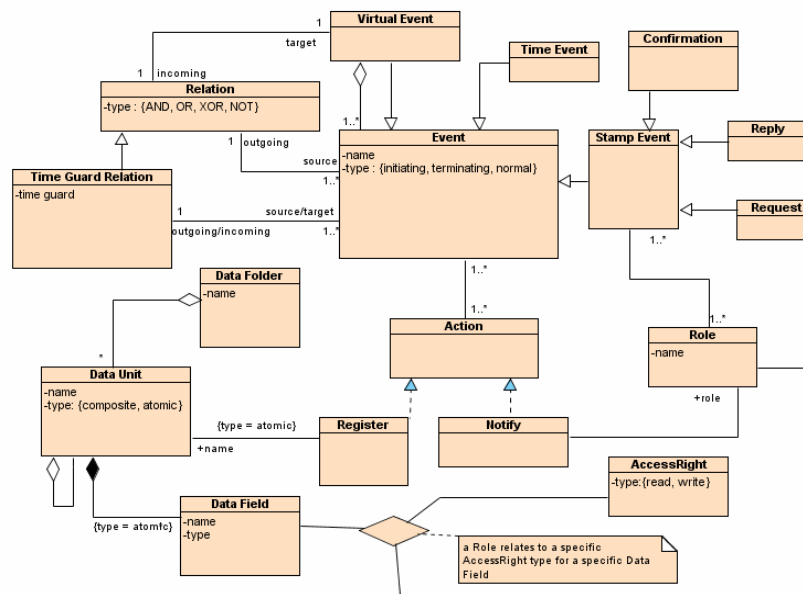 1
Virtual Event
target
Time Event
Confirmation
1 incoming
Relation
-type : {AND, OR, XOR, NOT}
1..*
Event
-name
-type : {initiating, terminating, normal}
Stamp Event
Reply
1 outgoing
source
1..*
Time Guard Relation
-time guard
1
source/target
outgoing/incoming
1..*
Request
1..*
Data Folder
-name
1..*
1..*
Action
1..*
Role
-name
*
Data Unit
-name
-type: {composite, atomic}
+role
{type = atomic}
+name
Register
Notify
AccessRight
-type:{read, write}
Data Field
-name
-type
a Role relates to a specific
AccessRight type for a specific Data
Field